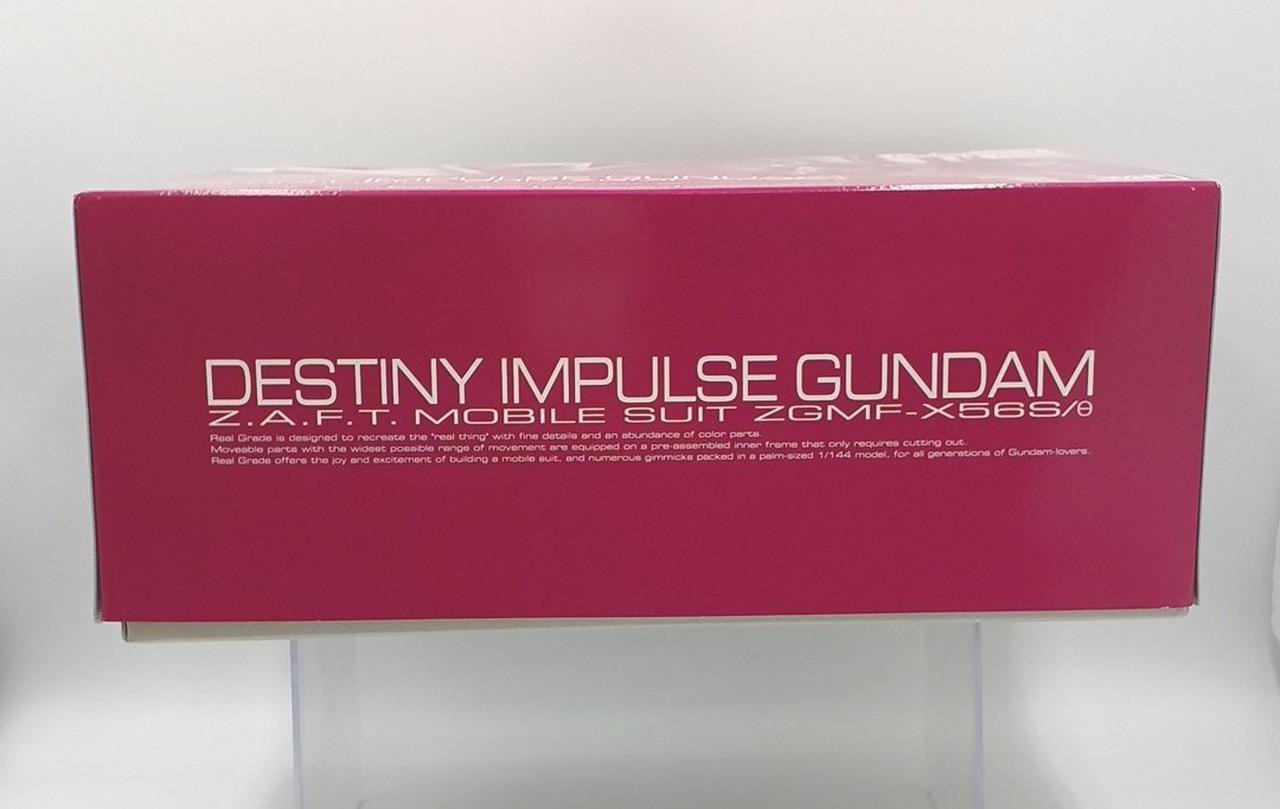 DESTINY IMPULSE GUNDAM
Z.A.F.T. MOBILE SUIT ZGMF-X56S/θ
Real Grade is designed to recreate the "real thing" with fine details and an abundance of color parts.
Moveable parts with the widest possible range of movement are equipped on a pre-assembled inner frame that only requires cutting out.
Real Grade offers the joy and excitement of building a mobile suit, and numerous gimmicks packed in a palm-sized 1/144 model, for all generations of Gundam-lovers.